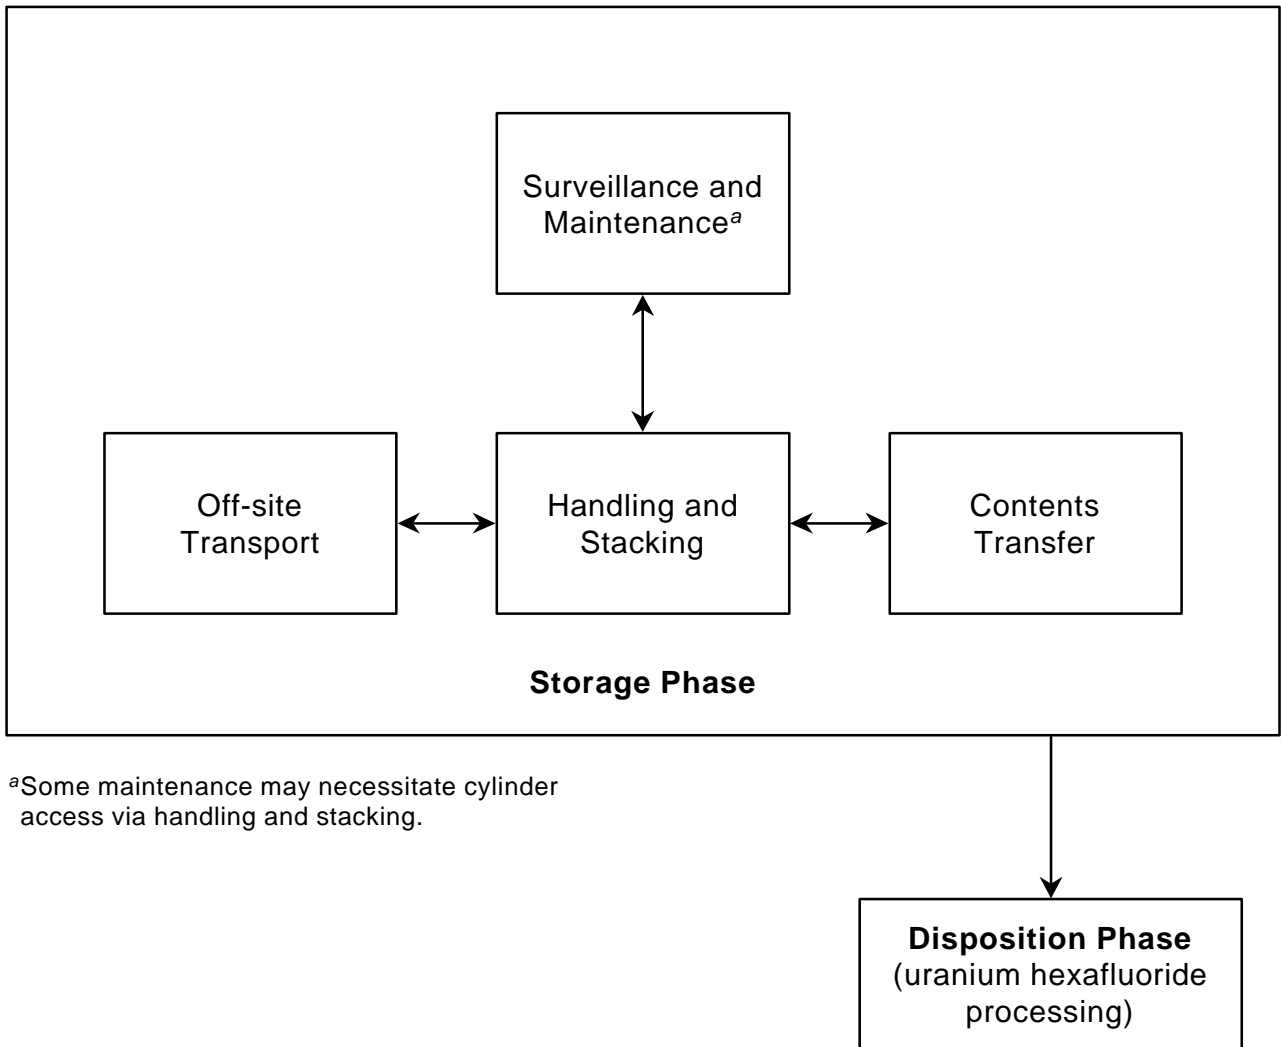 Surveillance and
Maintenanceª
Off-site
Transport
Handling and
Stacking
Contents
Transfer
Storage Phase
ªSome maintenance may necessitate cylinder
access via handling and stacking.
Disposition Phase
(uranium hexafluoride
processing)